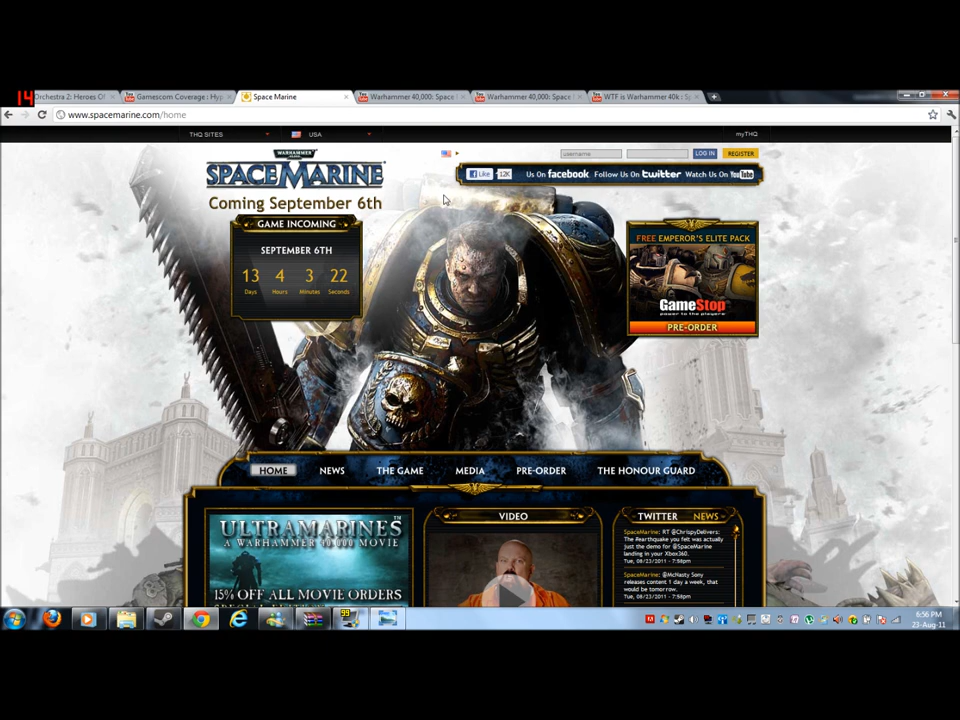 14
Orchestra 2: Heroes Of
Gamescom Coverage : Hyp
Space Marine
Warhammer 40,000: Space
Warhammer 40,000: Space
WTF is Warhammer 40k : Sp
www.spacemarine.com/home
THQ SITES
USA
myTHQ
WARHAMMER
40,000
SPACE MARINE
Coming September 6th
username
LOG IN
REGISTER
Like
12K
Us On facebook
Follow Us On twitter
Watch Us On YouTube
GAME INCOMING
SEPTEMBER 6TH
13 4 3 22
Days Hours Minutes Seconds
FREE EMPEROR'S ELITE PACK
GameStop
power to the players
PRE-ORDER
HOME
NEWS
THE GAME
MEDIA
PRE-ORDER
THE HONOUR GUARD
ULTRAMARINES
A WARHAMMER 40,000 MOVIE
15% OFF ALL MOVIE ORDERS
VIDEO
TWITTER NEWS
SpaceMarine: RT @ChrispyDelivers:
The #earthquake you felt was actually
just the demo for @SpaceMarine
landing in your Xbox360.
Tue, 08/23/2011 - 7:58pm
SpaceMarine: @McNasty Sony
releases content 1 day a week, that
would be tomorrow.
Tue, 08/23/2011 - 7:58pm
99
6:56 PM
23-Aug-11